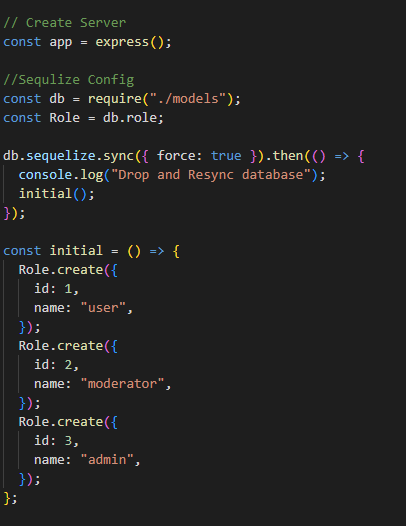 // Create Server
const app = express();
//Sequlize Config
const db = require("./models");
const Role = db.role;
db.sequelize.sync({ force: true }).then(() => {
  console.log("Drop and Resync database");
  initial();
});
const initial = () => {
  Role.create({
    id: 1,
    name: "user",
  });
  Role.create({
    id: 2,
    name: "moderator",
  });
  Role.create({
    id: 3,
    name: "admin",
  });
};